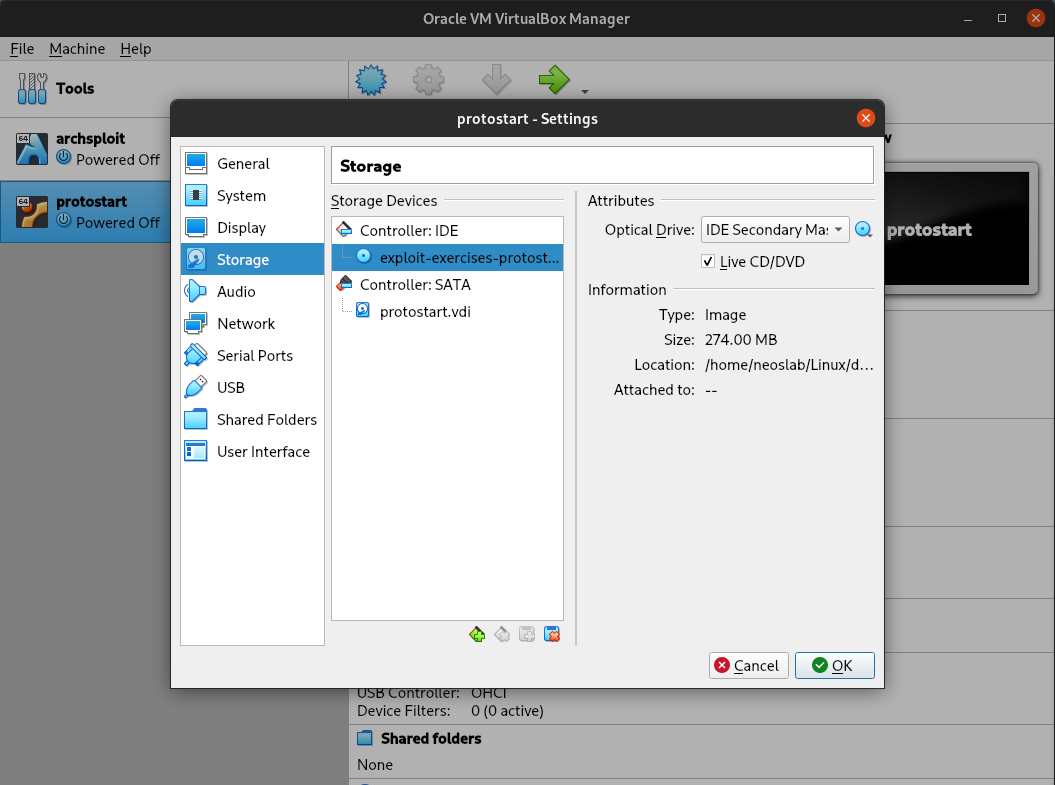 Oracle VM VirtualBox Manager
File Machine Help
Tools
64
archsploit
Powered Off
64
protostart
Powered Off
protostart - Settings
General
System
Display
Storage
Audio
Network
Serial Ports
USB
Shared Folders
User Interface
Storage
Storage Devices
Controller: IDE
exploit-exercises-protost...
Controller: SATA
protostart.vdi
Attributes
Optical Drive: IDE Secondary Mas
Live CD/DVD
Information
Type: Image
Size: 274.00 MB
Location: /home/neoslab/Linux/d...
Attached to: --
Cancel OK
w
protostart
USB Controller: OHCI
Device Filters: 0 (0 active)
Shared folders
None